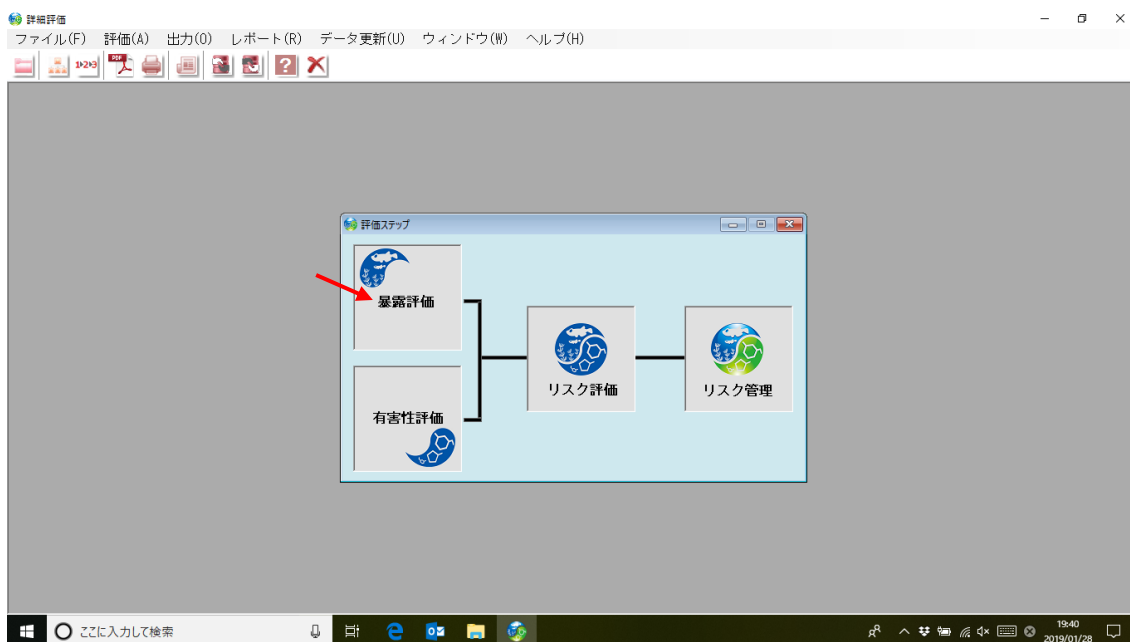 詳細評価
ファイル(F) 評価(A) 出力(O) レポート(R) データ更新(U) ウィンドウ(W) ヘルプ(H)
1▸2▸3 PDF ?
評価ステップ
暴露評価
有害性評価
リスク評価
リスク管理
ここに入力して検索
19:40
2019/01/28